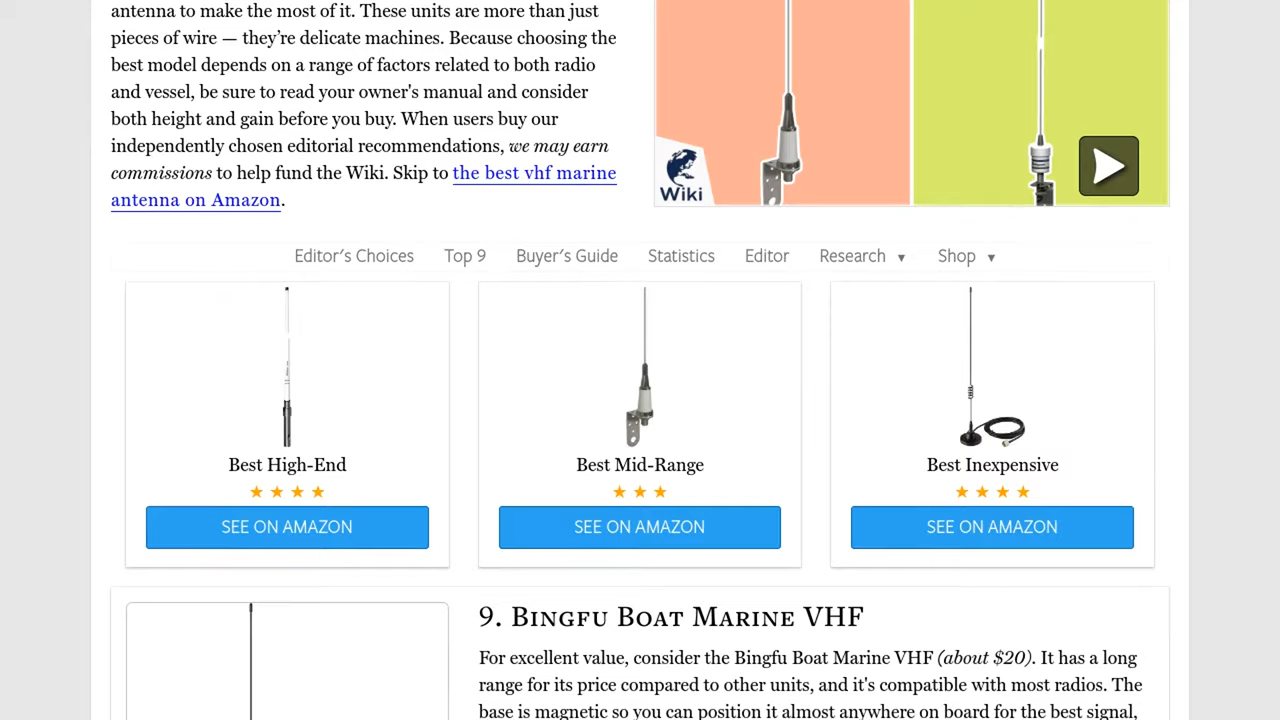 antenna to make the most of it. These units are more than just
pieces of wire — they’re delicate machines. Because choosing the
best model depends on a range of factors related to both radio
and vessel, be sure to read your owner's manual and consider
both height and gain before you buy. When users buy our
independently chosen editorial recommendations, we may earn
commissions to help fund the Wiki. Skip to the best vhf marine
antenna on Amazon.
Wiki
Editor’s Choices Top 9 Buyer’s Guide Statistics Editor Research ▼ Shop ▼
Best High-End
★ ★ ★ ★
SEE ON AMAZON
Best Mid-Range
★ ★ ★
SEE ON AMAZON
Best Inexpensive
★ ★ ★ ★
SEE ON AMAZON
9. Bingfu Boat Marine VHF
For excellent value, consider the Bingfu Boat Marine VHF (about $20). It has a long
range for its price compared to other units, and it's compatible with most radios. The
base is magnetic so you can position it almost anywhere on board for the best signal,